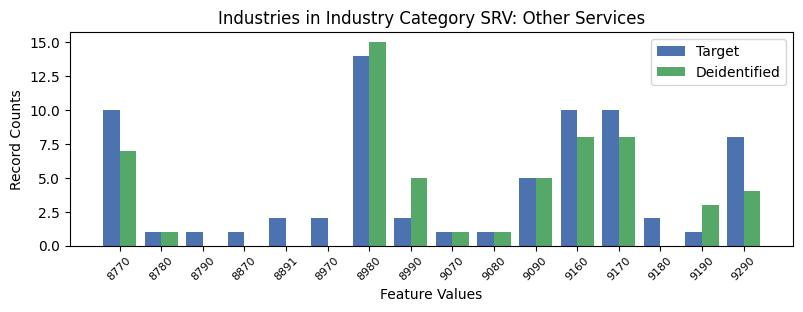 Industries in Industry Category SRV: Other Services
Target
Deidentified
Record Counts
15.0
12.5
10.0
7.5
5.0
2.5
0.0
8770 8780 8790 8870 8891 8970 8980 8990 9070 9080 9090 9160 9170 9180 9190 9290
Feature Values